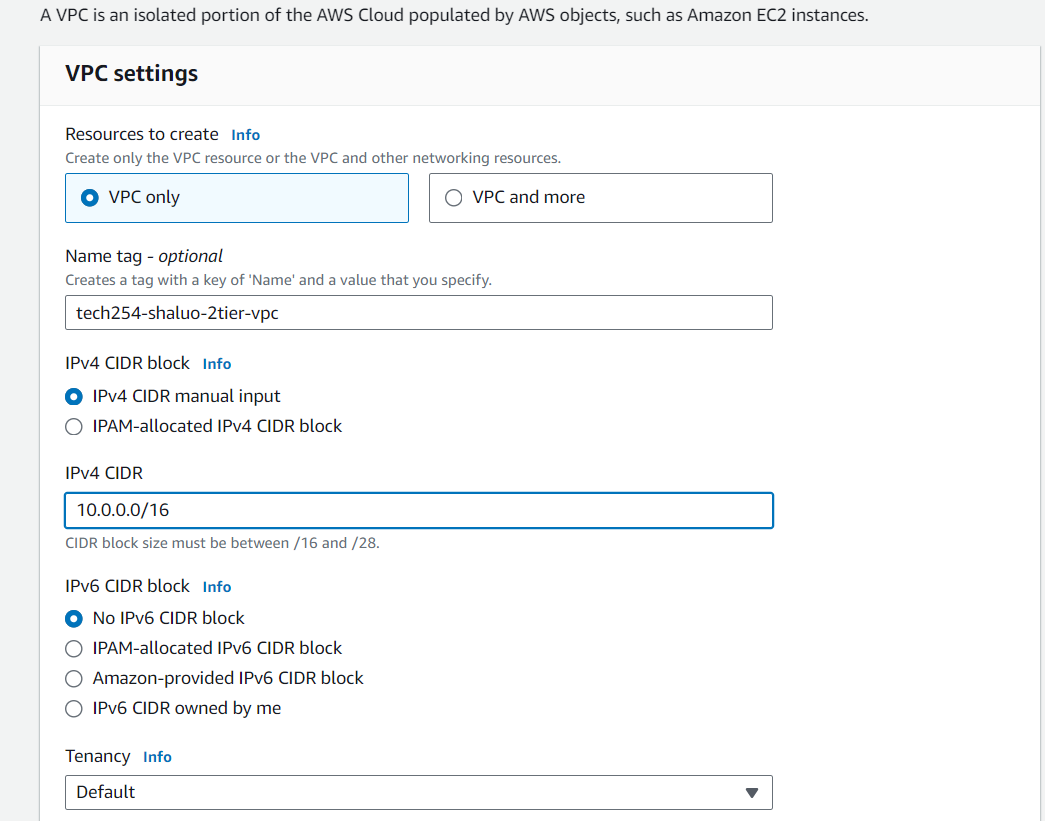 A VPC is an isolated portion of the AWS Cloud populated by AWS objects, such as Amazon EC2 instances.
VPC settings
Resources to create Info
Create only the VPC resource or the VPC and other networking resources.
VPC only VPC and more
Name tag - optional
Creates a tag with a key of 'Name' and a value that you specify.
tech254-shaluo-2tier-vpc
IPv4 CIDR block Info
IPv4 CIDR manual input
IPAM-allocated IPv4 CIDR block
IPv4 CIDR
10.0.0.0/16
CIDR block size must be between /16 and /28.
IPv6 CIDR block Info
No IPv6 CIDR block
IPAM-allocated IPv6 CIDR block
Amazon-provided IPv6 CIDR block
IPv6 CIDR owned by me
Tenancy Info
Default